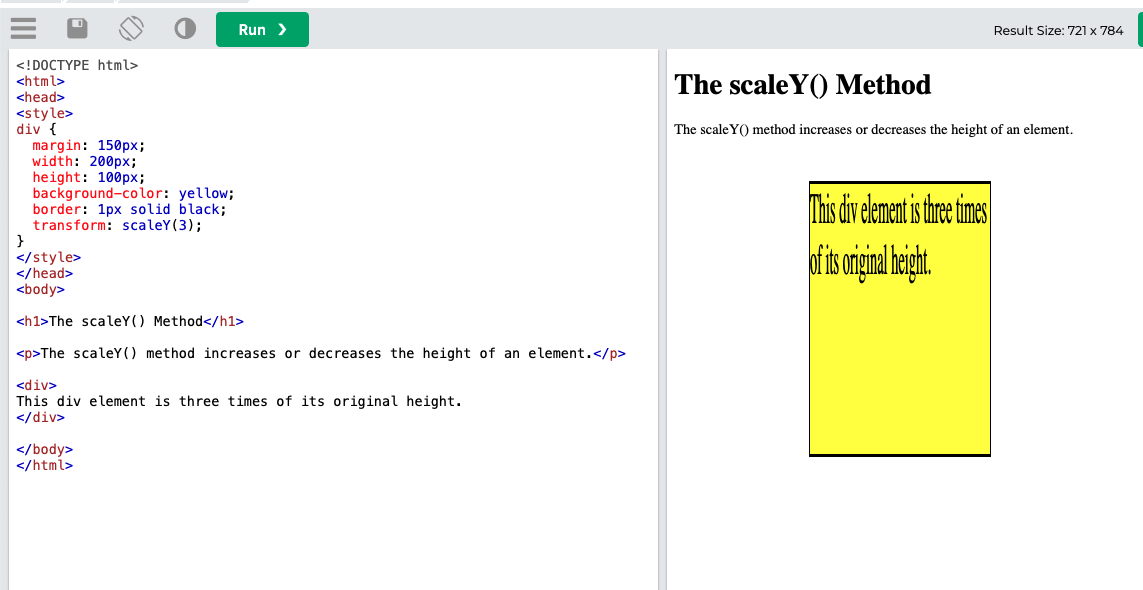 Run ❯
Result Size: 721 x 784
<!DOCTYPE html>
<html>
<head>
<style>
div {
  margin: 150px;
  width: 200px;
  height: 100px;
  background-color: yellow;
  border: 1px solid black;
  transform: scaleY(3);
}
</style>
</head>
<body>
<h1>The scaleY() Method</h1>
<p>The scaleY() method increases or decreases the height of an element.</p>
<div>
This div element is three times of its original height.
</div>
</body>
</html>
The scaleY() Method
The scaleY() method increases or decreases the height of an element.
This div element is three times
of its original height.